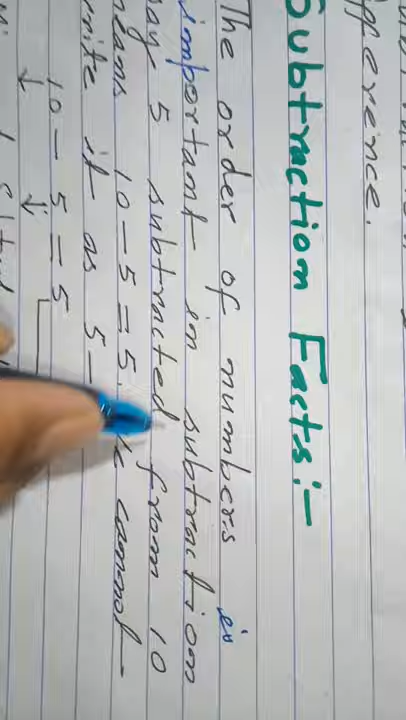 difference.
Subtraction Facts:-
The order of numbers is
important in subtraction
say 5 subtracted from 10
means 10-5=5. We cannot
write it as 5-
10-5=5
↓ ↓